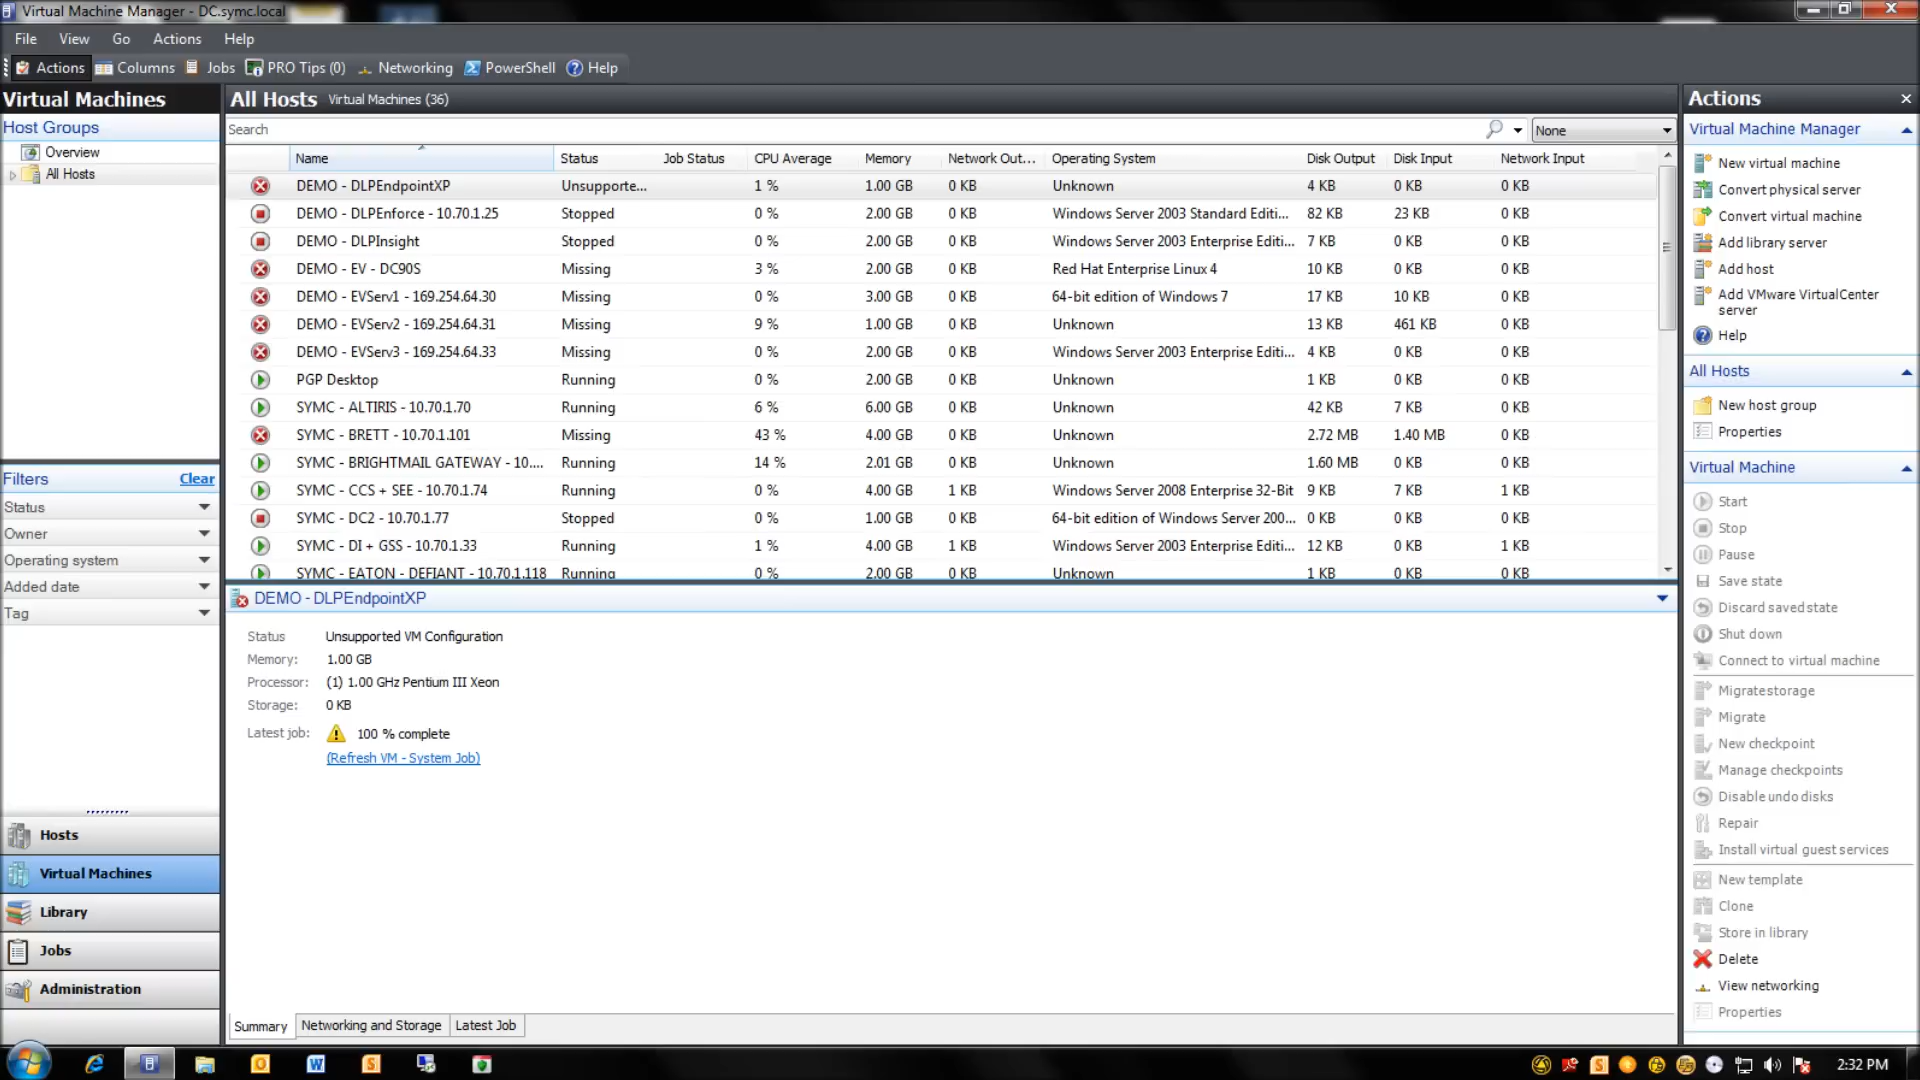 Virtual Machine Manager - DC.symc.local
File View Go Actions Help
Actions Columns Jobs PRO Tips (0) Networking PowerShell Help
Virtual Machines
Host Groups
Overview
All Hosts
Filters Clear
Status
Owner
Operating system
Added date
Tag
Hosts
Virtual Machines
Library
Jobs
Administration
All Hosts Virtual Machines (36)
Search None
Name Status Job Status CPU Average Memory Network Out... Operating System Disk Output Disk Input Network Input
DEMO - DLPEndpointXP Unsupporte... 1 % 1.00 GB 0 KB Unknown 4 KB 0 KB 0 KB
DEMO - DLPEnforce - 10.70.1.25 Stopped 0 % 2.00 GB 0 KB Windows Server 2003 Standard Editi... 82 KB 23 KB 0 KB
DEMO - DLPInsight Stopped 0 % 2.00 GB 0 KB Windows Server 2003 Enterprise Editi... 7 KB 0 KB 0 KB
DEMO - EV - DC90S Missing 3 % 2.00 GB 0 KB Red Hat Enterprise Linux 4 10 KB 0 KB 0 KB
DEMO - EVServ1 - 169.254.64.30 Missing 0 % 3.00 GB 0 KB 64-bit edition of Windows 7 17 KB 10 KB 0 KB
DEMO - EVServ2 - 169.254.64.31 Missing 9 % 1.00 GB 0 KB Unknown 13 KB 461 KB 0 KB
DEMO - EVServ3 - 169.254.64.33 Missing 0 % 2.00 GB 0 KB Windows Server 2003 Enterprise Editi... 4 KB 0 KB 0 KB
PGP Desktop Running 0 % 2.00 GB 0 KB Unknown 1 KB 0 KB 0 KB
SYMC - ALTIRIS - 10.70.1.70 Running 6 % 6.00 GB 0 KB Unknown 42 KB 7 KB 0 KB
SYMC - BRETT - 10.70.1.101 Missing 43 % 4.00 GB 0 KB Unknown 2.72 MB 1.40 MB 0 KB
SYMC - BRIGHTMAIL GATEWAY - 10.... Running 14 % 2.01 GB 0 KB Unknown 1.60 MB 0 KB 0 KB
SYMC - CCS + SEE - 10.70.1.74 Running 0 % 4.00 GB 1 KB Windows Server 2008 Enterprise 32-Bit 9 KB 7 KB 1 KB
SYMC - DC2 - 10.70.1.77 Stopped 0 % 1.00 GB 0 KB 64-bit edition of Windows Server 200... 0 KB 0 KB 0 KB
SYMC - DI + GSS - 10.70.1.33 Running 1 % 4.00 GB 1 KB Windows Server 2003 Enterprise Editi... 12 KB 0 KB 1 KB
SYMC - EATON - DEFIANT - 10.70.1.118 Running 0 % 2.00 GB 0 KB Unknown 1 KB 0 KB 0 KB
DEMO - DLPEndpointXP
Status Unsupported VM Configuration
Memory: 1.00 GB
Processor: (1) 1.00 GHz Pentium III Xeon
Storage: 0 KB
Latest job: 100 % complete
(Refresh VM - System Job)
Summary Networking and Storage Latest Job
Actions
Virtual Machine Manager
New virtual machine
Convert physical server
Convert virtual machine
Add library server
Add host
Add VMware VirtualCenter
server
Help
All Hosts
New host group
Properties
Virtual Machine
Start
Stop
Pause
Save state
Discard saved state
Shut down
Connect to virtual machine
Migrate storage
Migrate
New checkpoint
Manage checkpoints
Disable undo disks
Repair
Install virtual guest services
New template
Clone
Store in library
Delete
View networking
Properties
2:32 PM